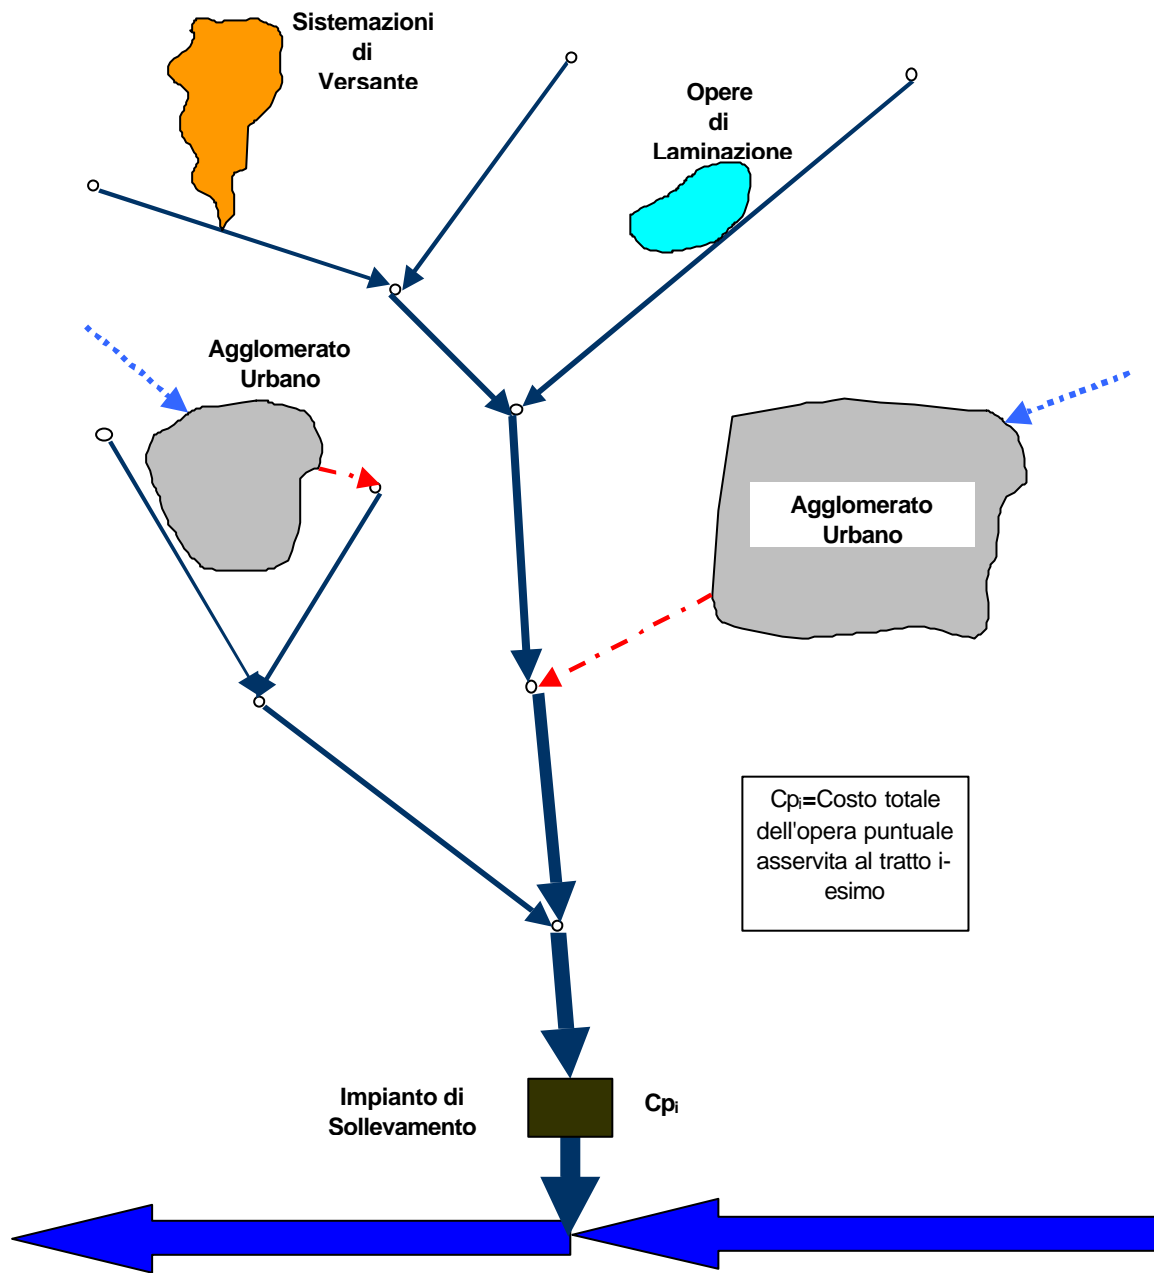 Sistemazioni
di
Versante
Opere
di
Laminazione
Agglomerato
Urbano
Agglomerato
Urbano
Cpi=Costo totale
dell'opera puntuale
asservita al tratto i-
esimo
Impianto di
Sollevamento
Cpi